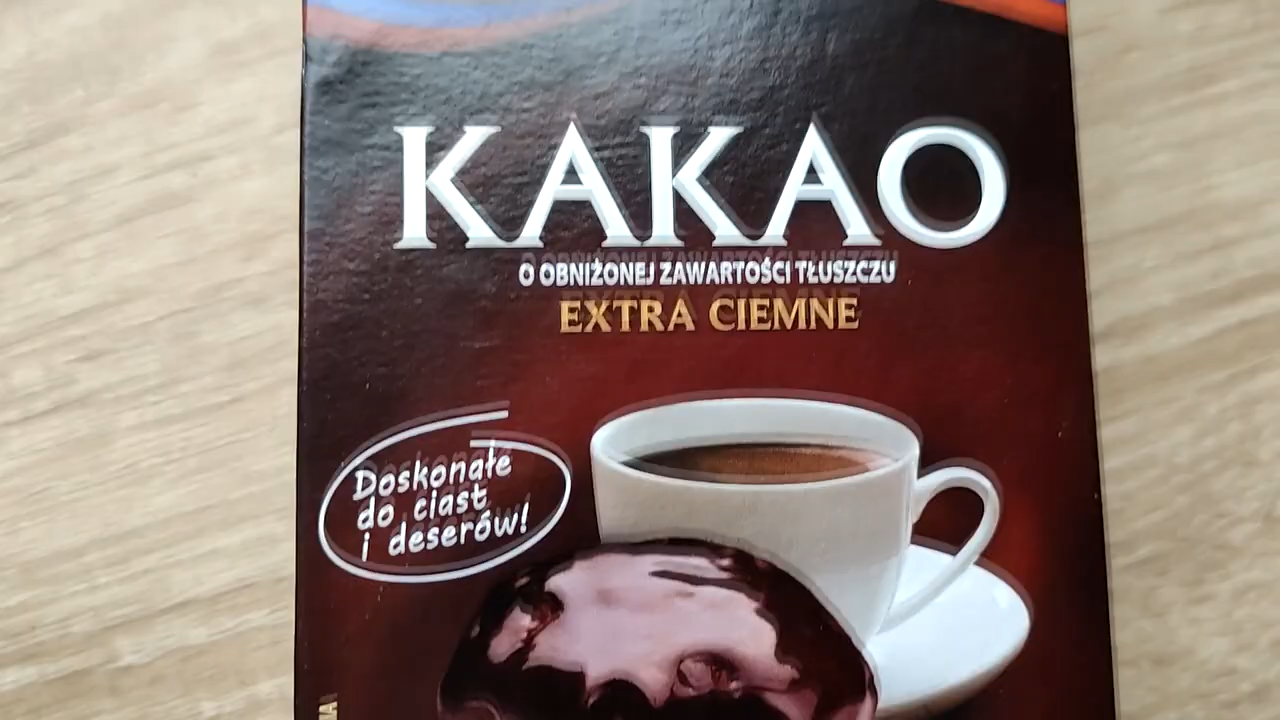 KAKAO
O OBNIŻONEJ ZAWARTOŚCI TŁUSZCZU
EXTRA CIEMNE
Doskonałe
do ciast
i deserów!